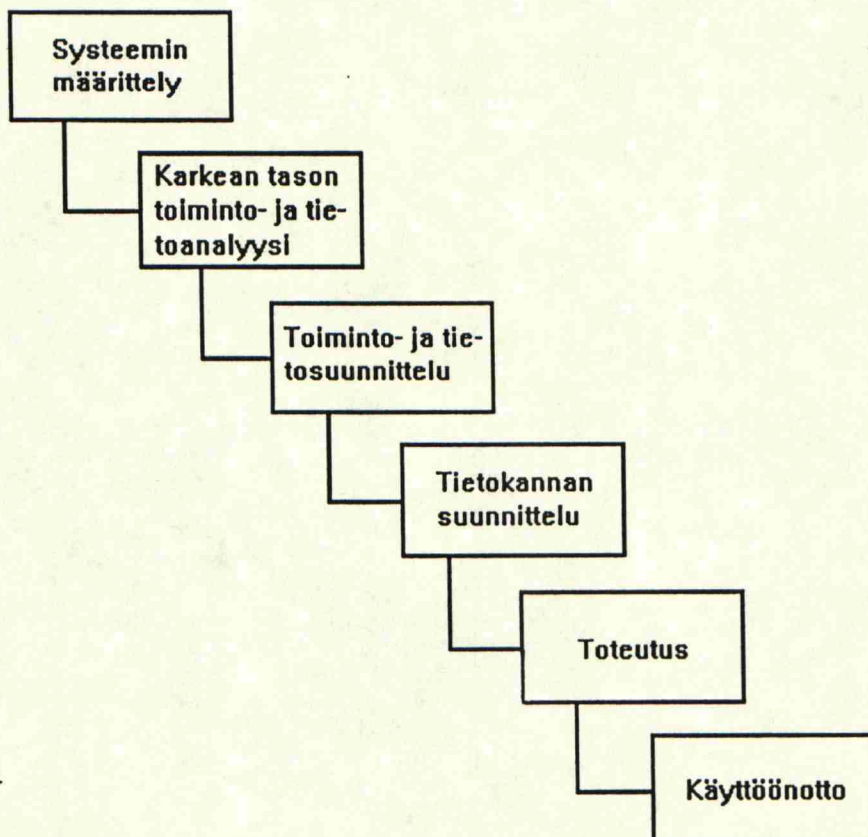 Systeemin
määrittely
Karkean tason
toiminto- ja tie-
toanalyysi
Toiminto- ja tie-
tosuunnittelu
Tietokannan
suunnittelu
Toteutus
Käyttöönotto